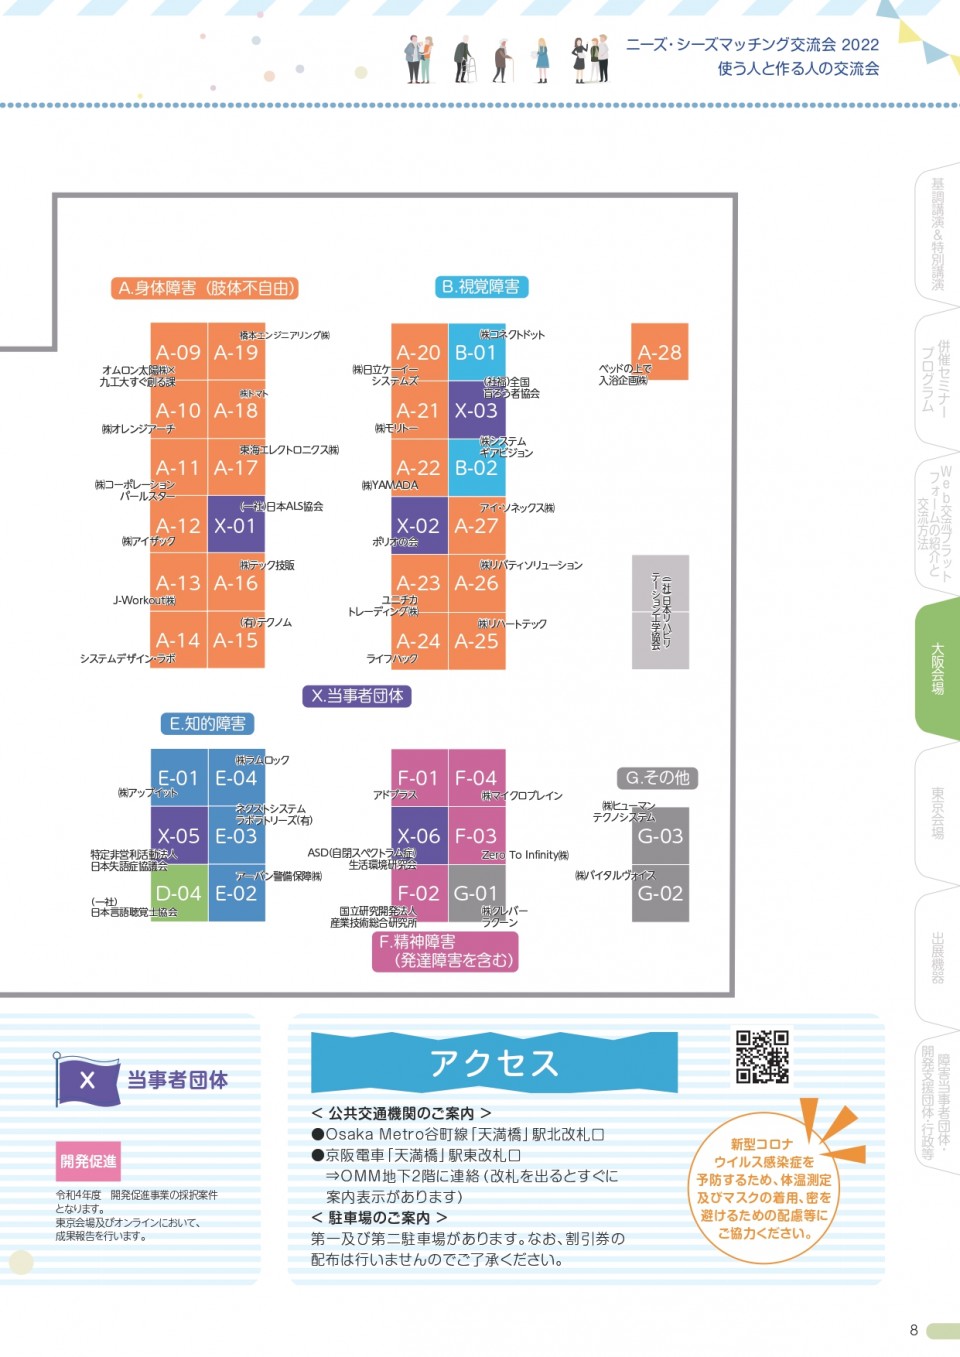 ニーズ・シーズマッチング交流会 2022
使う人と作る人の交流会
A.身体障害（肢体不自由）
B.視覚障害
A-09
A-19
橋本エンジニアリング㈱
オムロン太陽㈱×
九工大すぐ創る課
A-10
A-18
㈱トマト
㈱オレンジアーチ
A-11
A-17
東海エレクトロニクス㈱
㈱コーポレーション
パールスター
A-12
X-01
(一社)日本ALS協会
㈱アイザック
A-13
A-16
㈱テック技販
J-Workout㈱
A-14
A-15
(有)テクノム
システムデザイン・ラボ
A-20
B-01
㈱コネクトドット
㈱日立ケーイー
システムズ
A-21
X-03
(社福)全国
盲ろう者協会
㈱モリトー
A-22
B-02
㈱システム
ギアビジョン
㈱YAMADA
X-02
A-27
アイ・ソネックス㈱
ポリオの会
A-23
A-26
㈱リバティソリューション
ユニチカ
トレーディング㈱
A-24
A-25
㈱リハートテック
ライフハック
A-28
ベッドの上で
入浴企画㈱
(一社)日本リハビリ
テーション工学協会
X.当事者団体
E.知的障害
E-01
E-04
㈱ラムロック
㈱アップイット
X-05
E-03
ネクストシステム
ラボラトリーズ(有)
特定非営利活動法人
日本失語症協議会
D-04
E-02
アーバン警備保障㈱
(一社)
日本言語聴覚士協会
F-01
F-04
アドプラス
㈱マイクロブレイン
X-06
F-03
ASD(自閉スペクトラム症)
生活環境研究会
Zero To Infinity㈱
F-02
G-01
国立研究開発法人
産業技術総合研究所
㈱クレバー
ラクーン
F.精神障害
（発達障害を含む）
G.その他
㈱ヒューマン
テクノシステム
G-03
㈱バイタルヴォイス
G-02
X 当事者団体
開発促進
令和4年度　開発促進事業の採択案件
となります。
東京会場及びオンラインにおいて、
成果報告を行います。
アクセス
< 公共交通機関のご案内 >
●Osaka Metro谷町線「天満橋」駅北改札口
●京阪電車「天満橋」駅東改札口
⇒OMM地下2階に連絡（改札を出るとすぐに
案内表示があります）
< 駐車場のご案内 >
第一及び第二駐車場があります。なお、割引券の
配布は行いませんのでご了承ください。
新型コロナ
ウイルス感染症を
予防するため、体温測定
及びマスクの着用、密を
避けるための配慮等に
ご協力ください。
基調講演&特別講演
併催セミナー
プログラム
Web交流プラット
フォームの紹介と
交流方法
大阪会場
東京会場
出展機器
障害当事者団体・
開発支援団体・行政等
8